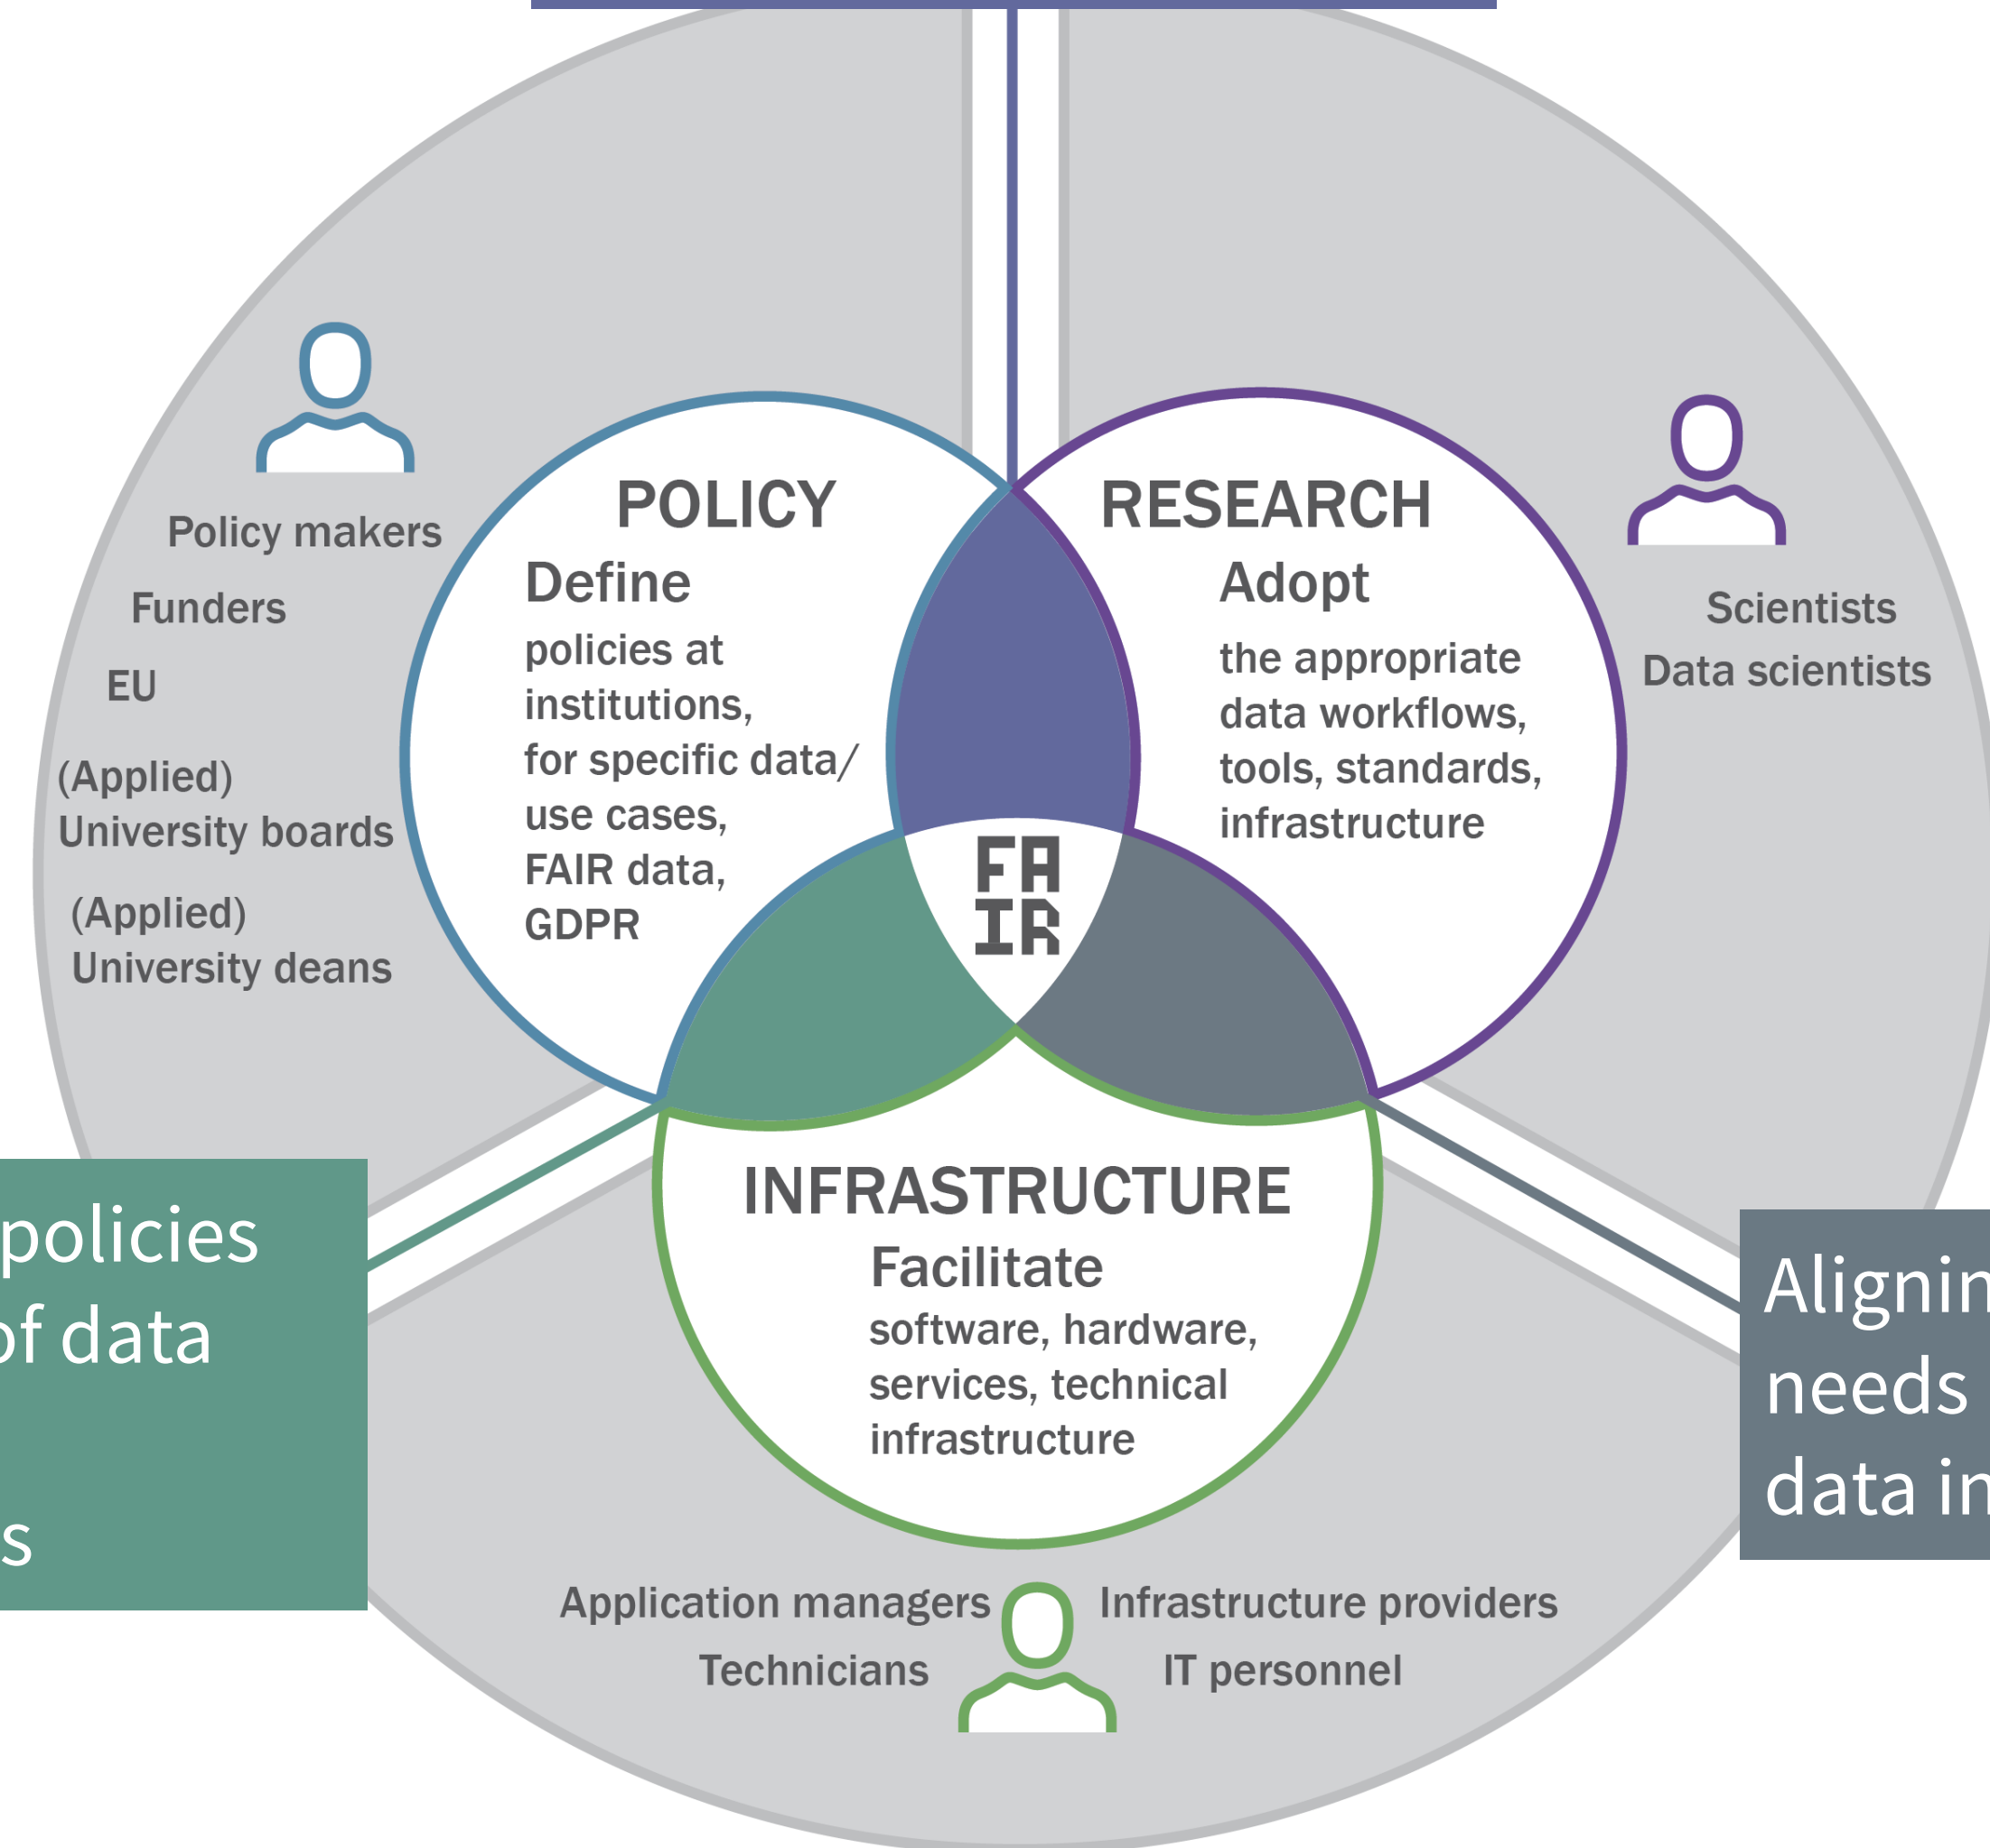 Policy makers
Funders
EU
(Applied)
University boards
(Applied)
University deans
POLICY
Define
policies at
institutions,
for specific data/
use cases,
FAIR data,
GDPR
RESEARCH
Adopt
the appropriate
data workflows,
tools, standards,
infrastructure
Scientists
Data scientists
FA
IR
policies
of data
s
INFRASTRUCTURE
Facilitate
software, hardware,
services, technical
infrastructure
needs
data
Application managers
Technicians
Infrastructure providers
IT personnel